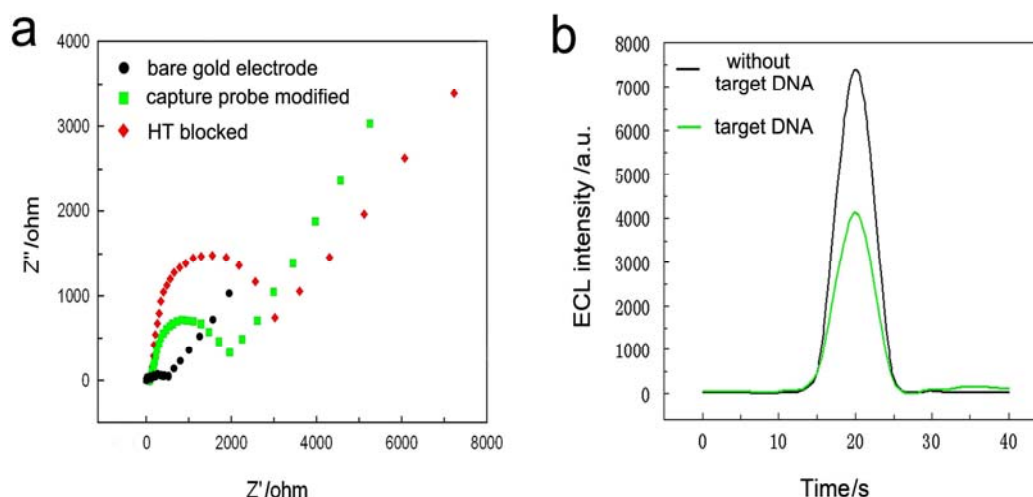 a
4000
3000
2000
1000
0
0 2000 4000 6000 8000
Z''/ohm
Z'/ohm
bare gold electrode
capture probe modified
HT blocked
b
8000
7000
6000
5000
4000
3000
2000
1000
0
0 10 20 30 40
ECL intensity /a.u.
Time/s
without
target DNA
target DNA